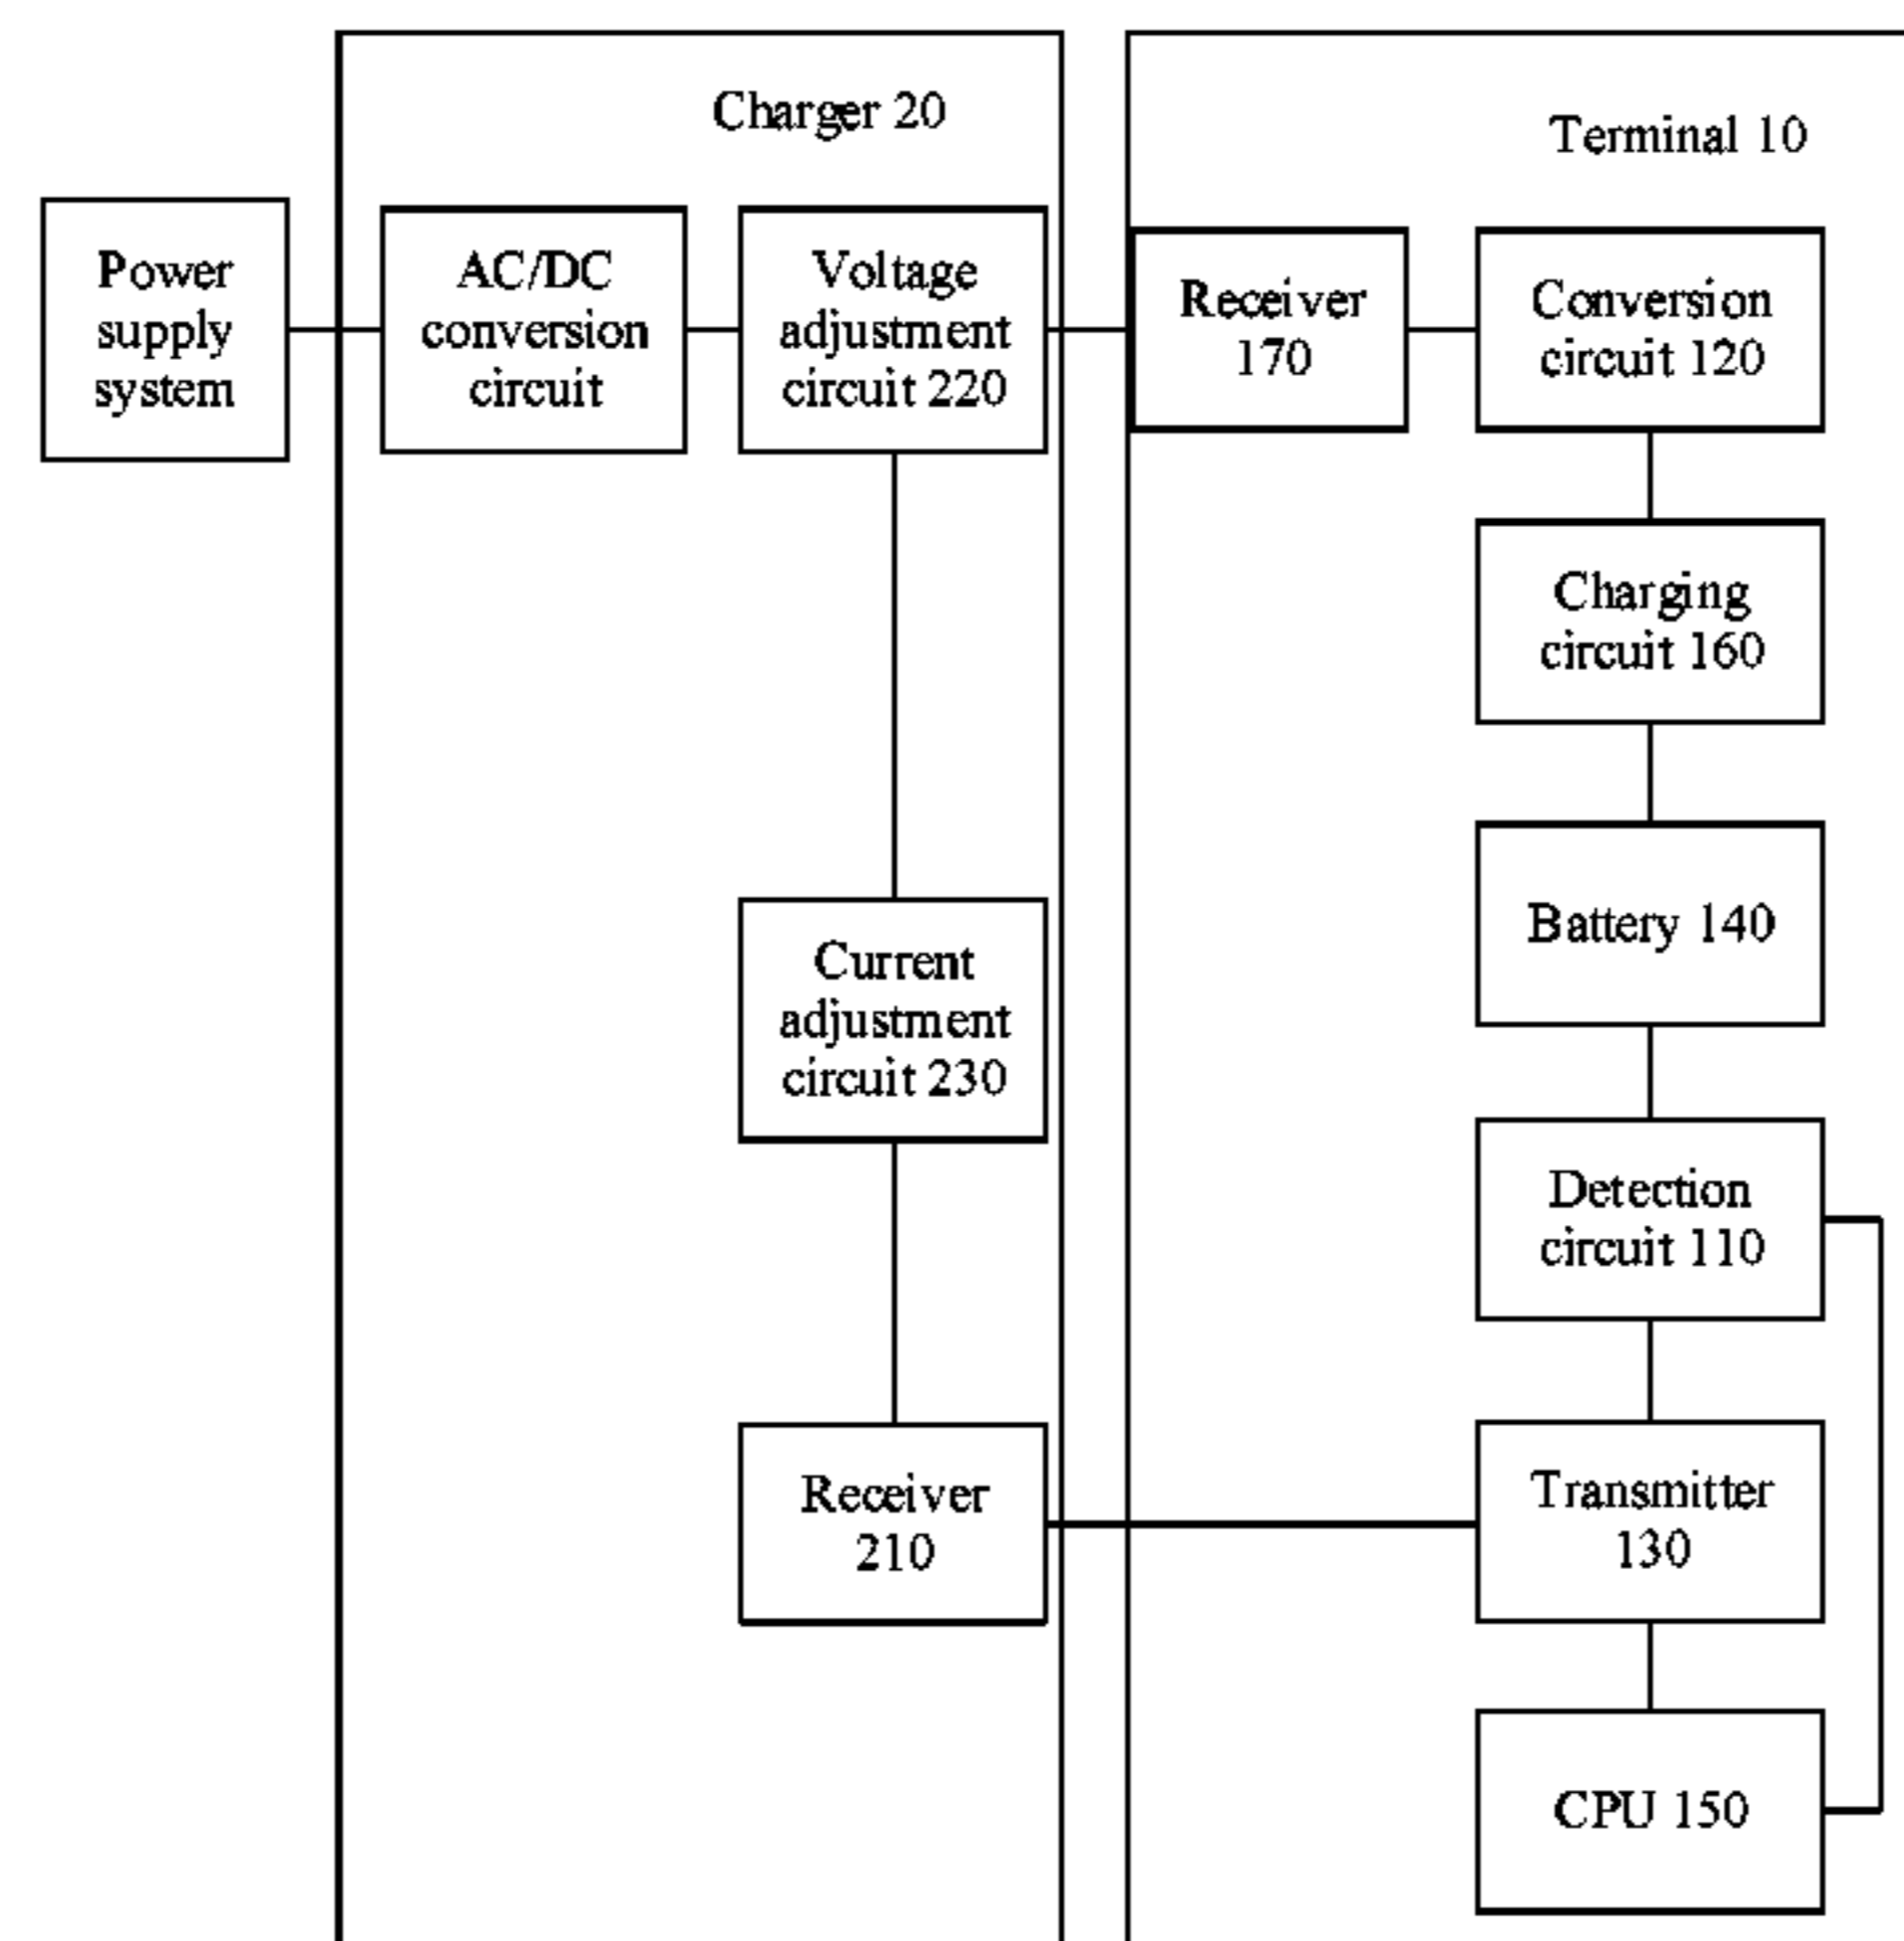 Charger 20
Terminal 10
Power
supply
system
AC/DC
conversion
circuit
Voltage
adjustment
circuit 220
Receiver
170
Conversion
circuit 120
Charging
circuit 160
Battery 140
Current
adjustment
circuit 230
Detection
circuit 110
Receiver
210
Transmitter
130
CPU 150